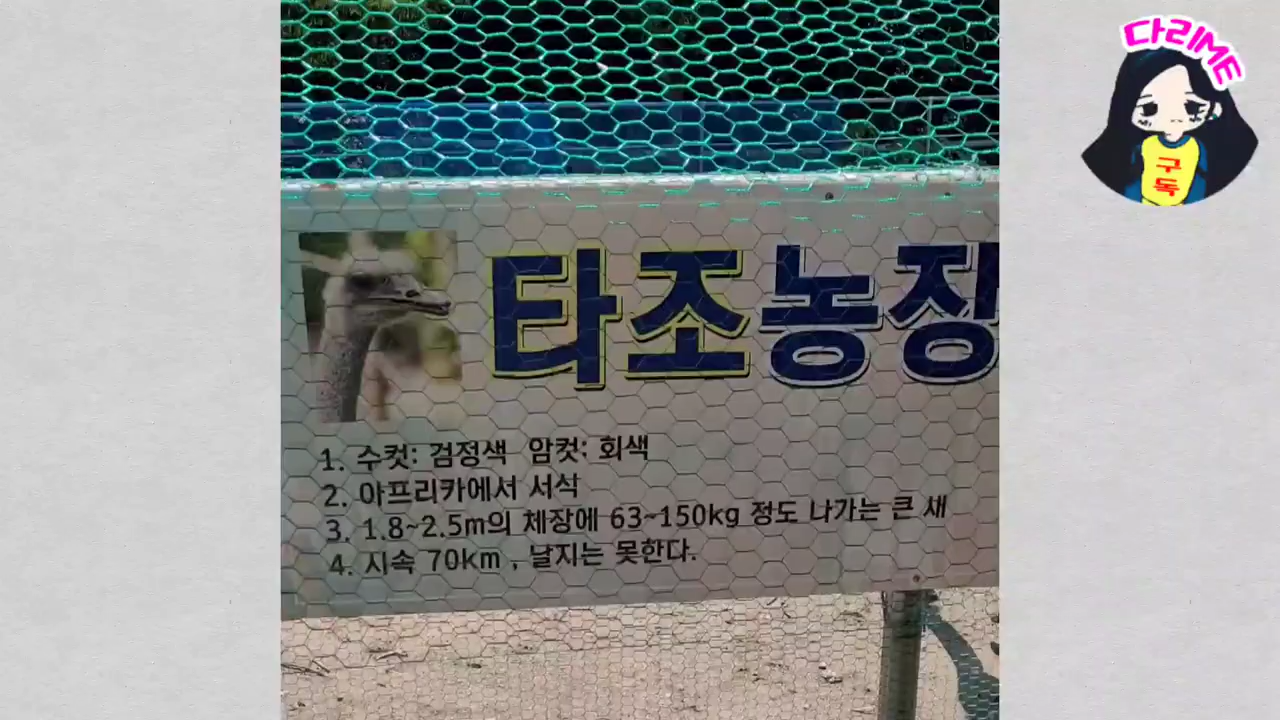 다리ME
구독
타조농장
1. 수컷: 검정색 암컷: 회색
2. 아프리카에서 서식
3. 1.8~2.5m의 체장에 63~150kg 정도 나가는 큰 새
4. 시속 70km , 날지는 못한다.